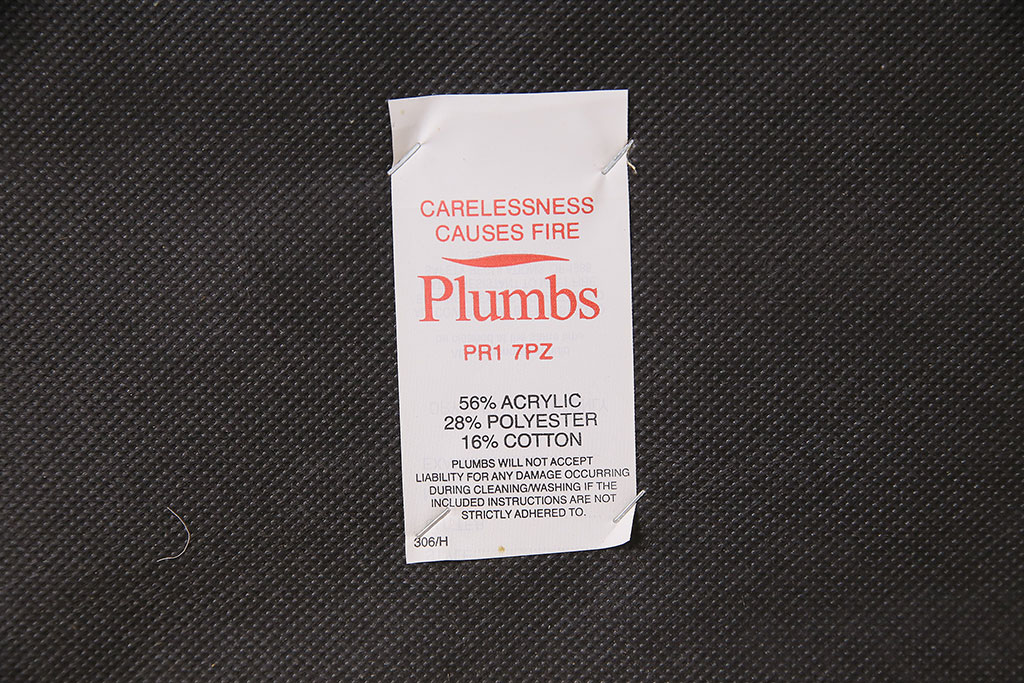 CARELESSNESS
CAUSES FIRE
Plumbs
PR1 7PZ
56% ACRYLIC
28% POLYESTER
16% COTTON
PLUMBS WILL NOT ACCEPT
LIABILITY FOR ANY DAMAGE OCCURRING
DURING CLEANING/WASHING IF THE
INCLUDED INSTRUCTIONS ARE NOT
STRICTLY ADHERED TO.
306/H